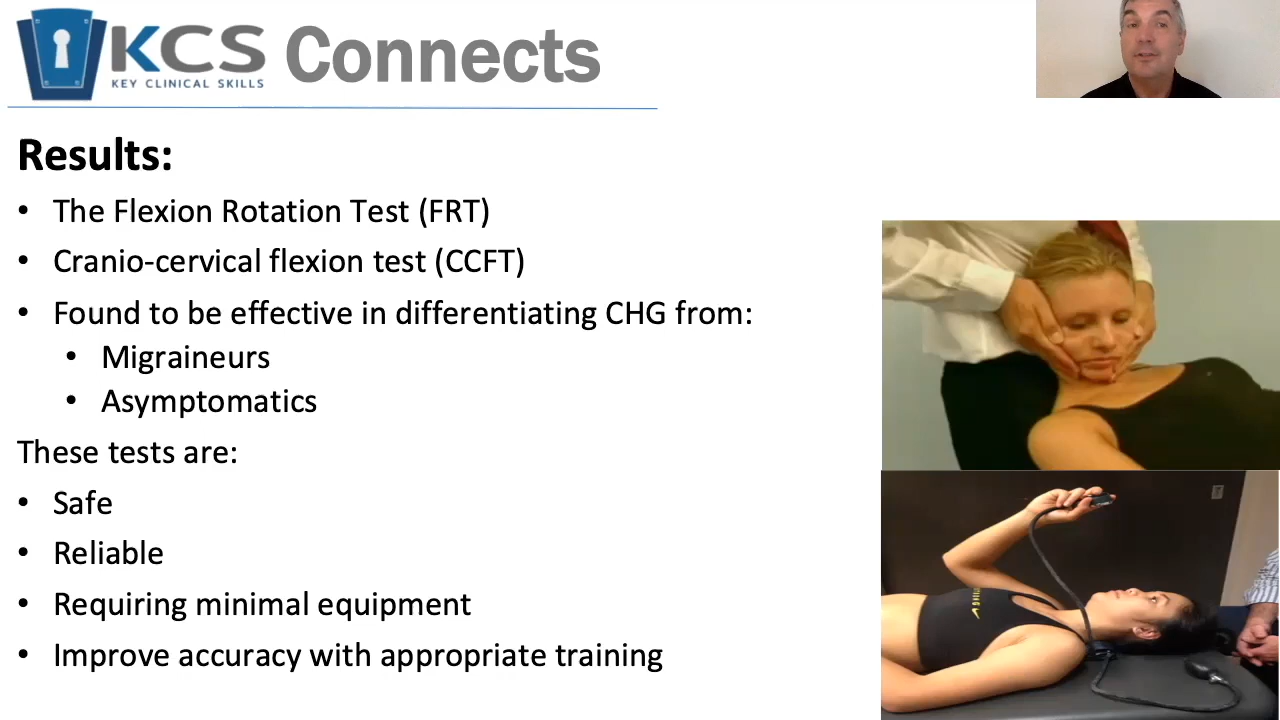 KCS Connects
KEY CLINICAL SKILLS
Results:
• The Flexion Rotation Test (FRT)
• Cranio-cervical flexion test (CCFT)
• Found to be effective in differentiating CHG from:
• Migraineurs
• Asymptomatics
These tests are:
• Safe
• Reliable
• Requiring minimal equipment
• Improve accuracy with appropriate training